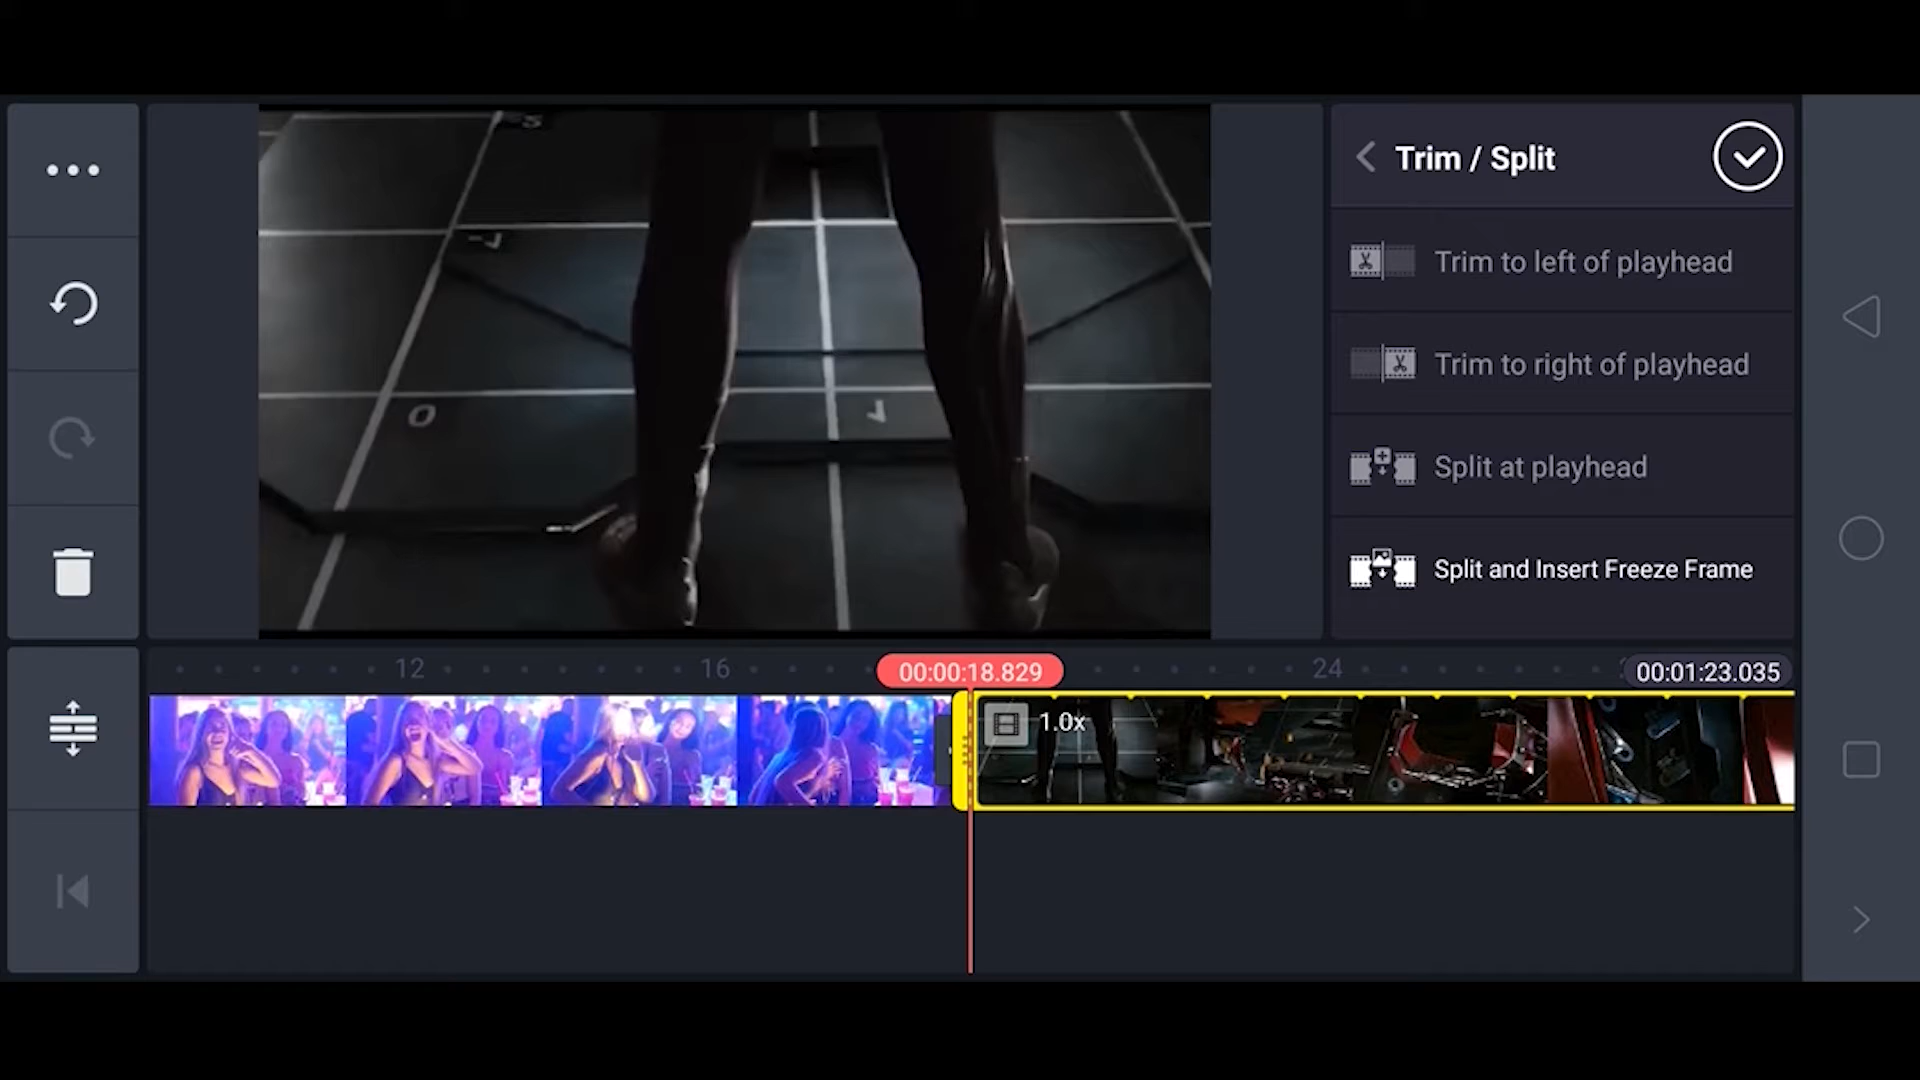 Trim / Split
Trim to left of playhead
Trim to right of playhead
Split at playhead
Split and Insert Freeze Frame
12
16
00:00:18.829
24
00:01:23.035
1.0x